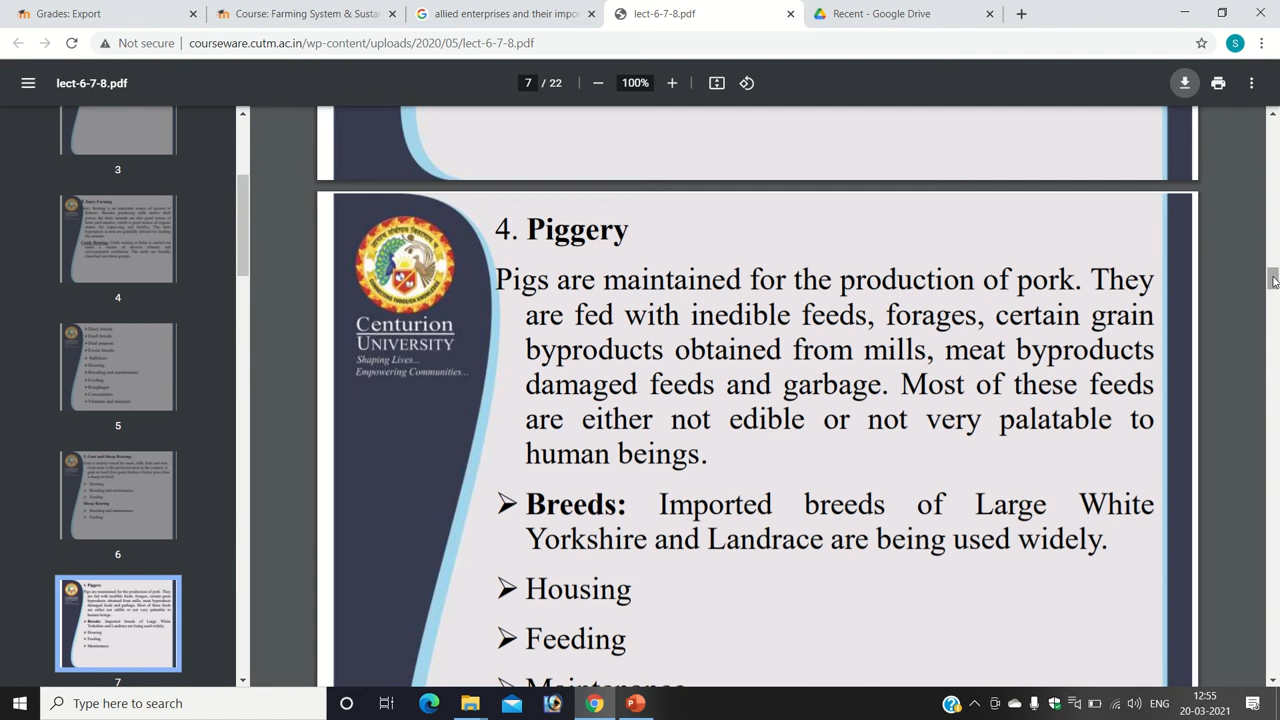 Grades: Export
Course: Farming System & Susta
allied enterprises and their impo
lect-6-7-8.pdf
Recent - Google Drive
Not secure
courseware.cutm.ac.in/wp-content/uploads/2020/05/lect-6-7-8.pdf
S
lect-6-7-8.pdf
7 / 22
100%
3
4
5
6
7
4. Piggery
Pigs are maintained for the production of pork. They
are fed with inedible feeds, forages, certain grain
byproducts obtained from mills, meat byproducts
damaged feeds and garbage. Most of these feeds
are either not edible or not very palatable to
human beings.
Breeds: Imported breeds of Large White
Yorkshire and Landrace are being used widely.
Housing
Feeding
Maintenance
Centurion
UNIVERSITY
Shaping Lives...
Empowering Communities...
Type here to search
ENG
12:55
20-03-2021